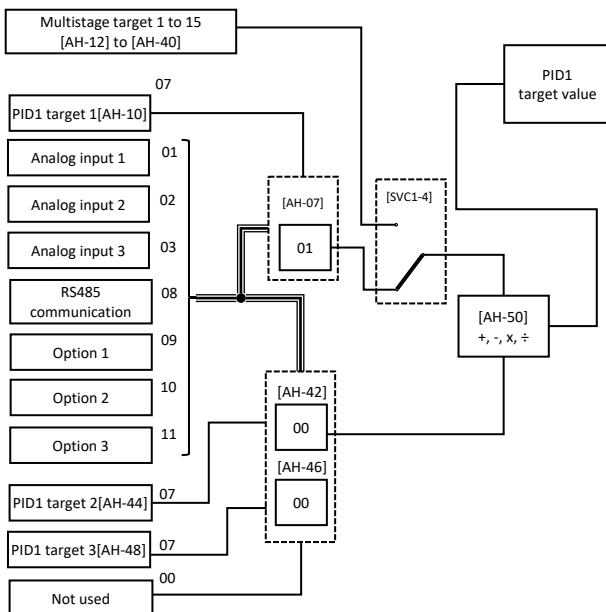 Multistage target 1 to 15
[AH-12] to [AH-40]
07
PID1 target 1[AH-10]
Analog input 1
01
Analog input 2
02
Analog input 3
03
RS485
communication
08
Option 1
09
Option 2
10
Option 3
11
PID1 target 2[AH-44]
07
PID1 target 3[AH-48]
07
00
Not used
[AH-07]
01
[AH-42]
00
[AH-46]
00
[SVC1-4]
[AH-50]
+, -, x, ÷
PID1
target value